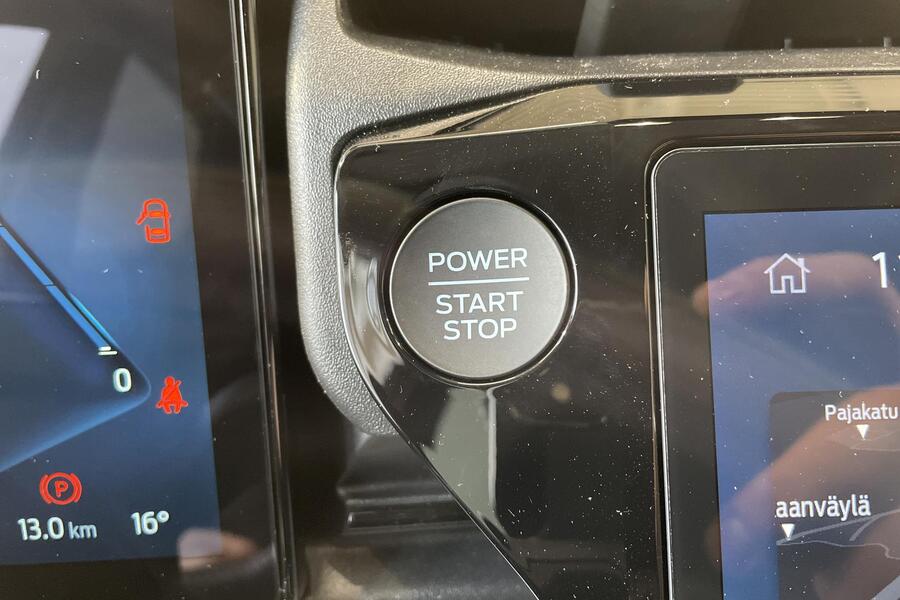 POWER
START
STOP
0
P
13.0 km
16°
Pajakatu
aanväylä